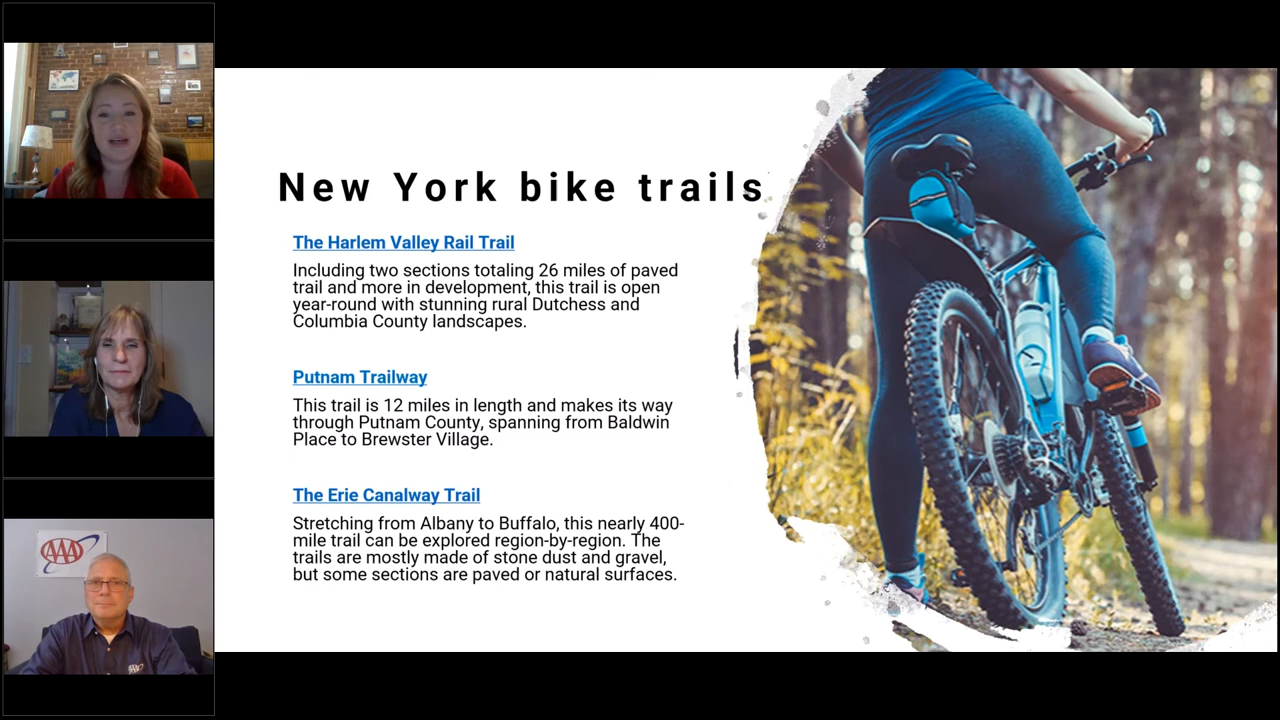 New York bike trails
The Harlem Valley Rail Trail
Including two sections totaling 26 miles of paved
trail and more in development, this trail is open
year-round with stunning rural Dutchess and
Columbia County landscapes.
Putnam Trailway
This trail is 12 miles in length and makes its way
through Putnam County, spanning from Baldwin
Place to Brewster Village.
The Erie Canalway Trail
Stretching from Albany to Buffalo, this nearly 400-
mile trail can be explored region-by-region. The
trails are mostly made of stone dust and gravel,
but some sections are paved or natural surfaces.
AAA
AAA